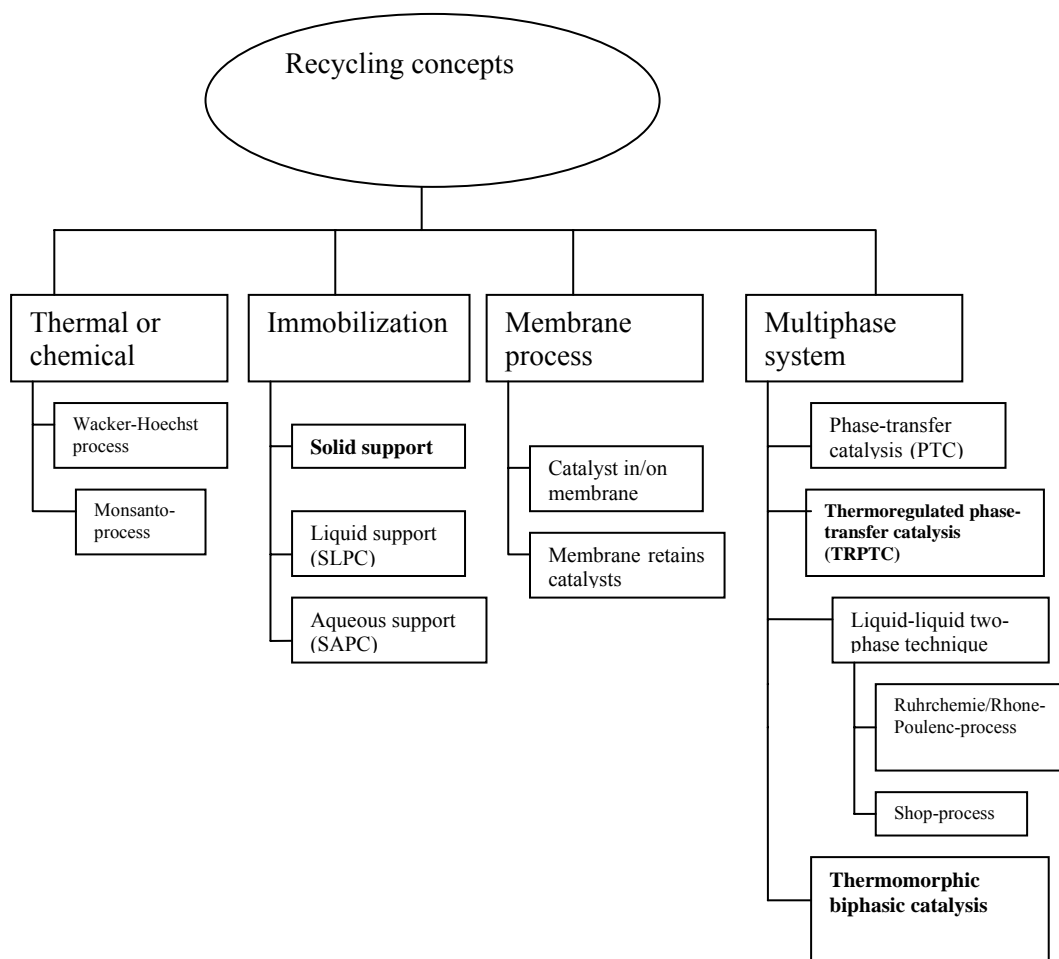 Recycling concepts
Thermal or
chemical
Wacker-Hoechst
process
Monsanto-
process
Immobilization
Solid support
Liquid support
(SLPC)
Aqueous support
(SAPC)
Membrane
process
Catalyst in/on
membrane
Membrane retains
catalysts
Multiphase
system
Phase-transfer
catalysis (PTC)
Thermoregulated phase-
transfer catalysis
(TRPTC)
Liquid-liquid two-
phase technique
Ruhrchemie/Rhone-
Poulenc-process
Shop-process
Thermomorphic
biphasic catalysis